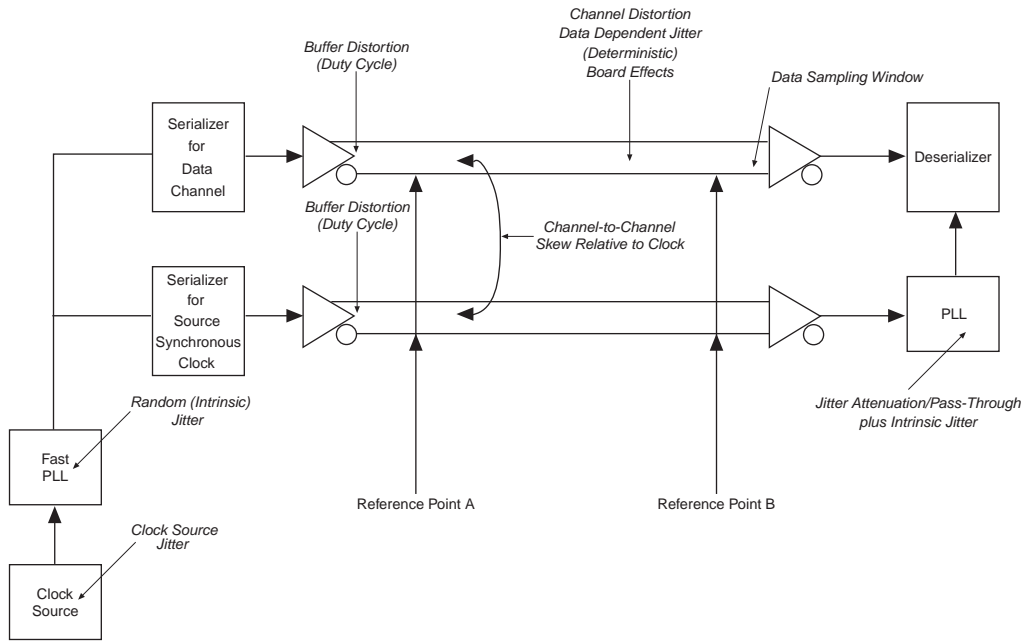 Channel Distortion
Data Dependent Jitter
(Deterministic)
Board Effects
Buffer Distortion
(Duty Cycle)
Data Sampling Window
Serializer
for
Data
Channel
Deserializer
Buffer Distortion
(Duty Cycle)
Channel-to-Channel
Skew Relative to Clock
Serializer
for
Source
Synchronous
Clock
PLL
Random (Intrinsic)
Jitter
Jitter Attenuation/Pass-Through
plus Intrinsic Jitter
Fast
PLL
Reference Point A
Reference Point B
Clock Source
Jitter
Clock
Source